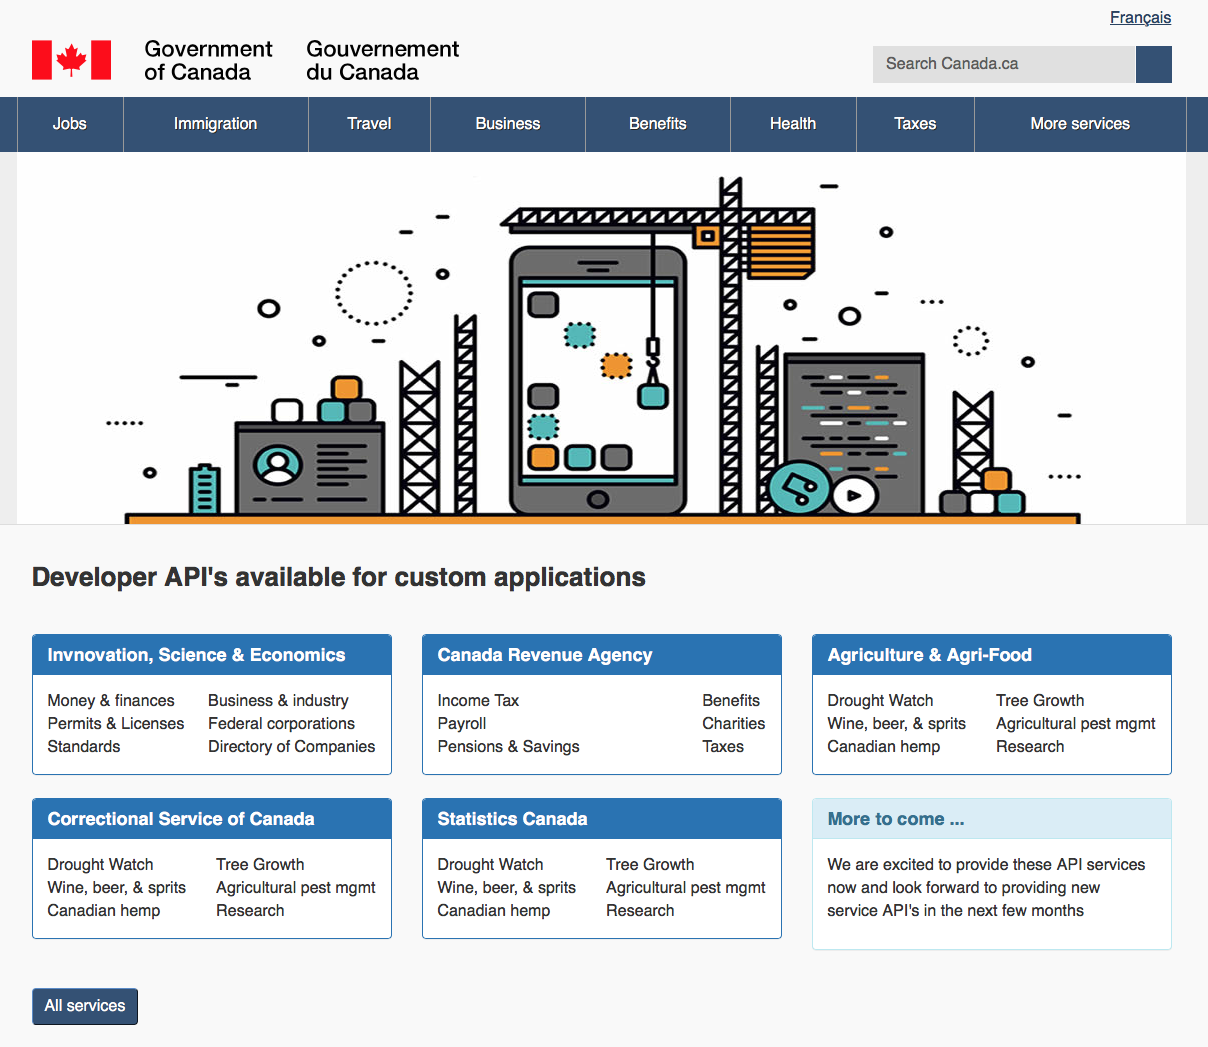 Français
Government of Canada
Gouvernement du Canada
Search Canada.ca
Jobs Immigration Travel Business Benefits Health Taxes More services
Developer API's available for custom applications
Invnovation, Science & Economics
Money & finances Business & industry
Permits & Licenses Federal corporations
Standards Directory of Companies
Canada Revenue Agency
Income Tax Benefits
Payroll Charities
Pensions & Savings Taxes
Agriculture & Agri-Food
Drought Watch Tree Growth
Wine, beer, & sprits Agricultural pest mgmt
Canadian hemp Research
Correctional Service of Canada
Drought Watch Tree Growth
Wine, beer, & sprits Agricultural pest mgmt
Canadian hemp Research
Statistics Canada
Drought Watch Tree Growth
Wine, beer, & sprits Agricultural pest mgmt
Canadian hemp Research
More to come ...
We are excited to provide these API services
now and look forward to providing new
service API's in the next few months
All services